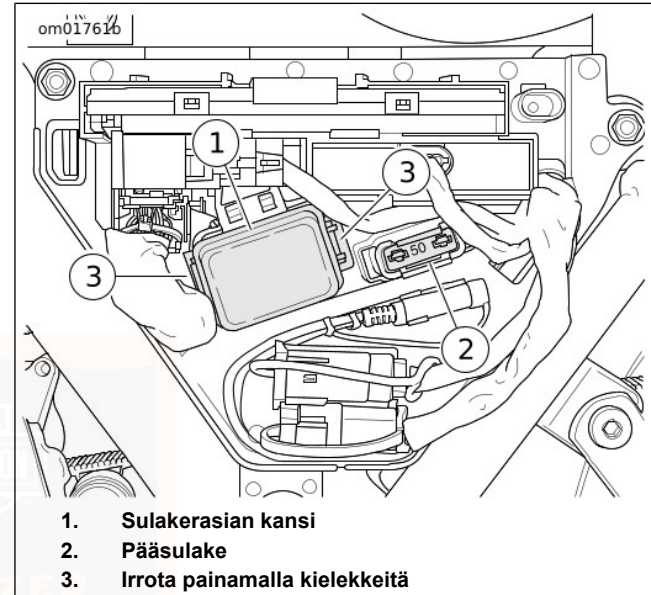 om01761b
1
3
50
3
2
1. Sulakerasian kansi
2. Pääsulake
3. Irrota painamalla kielekkeitä